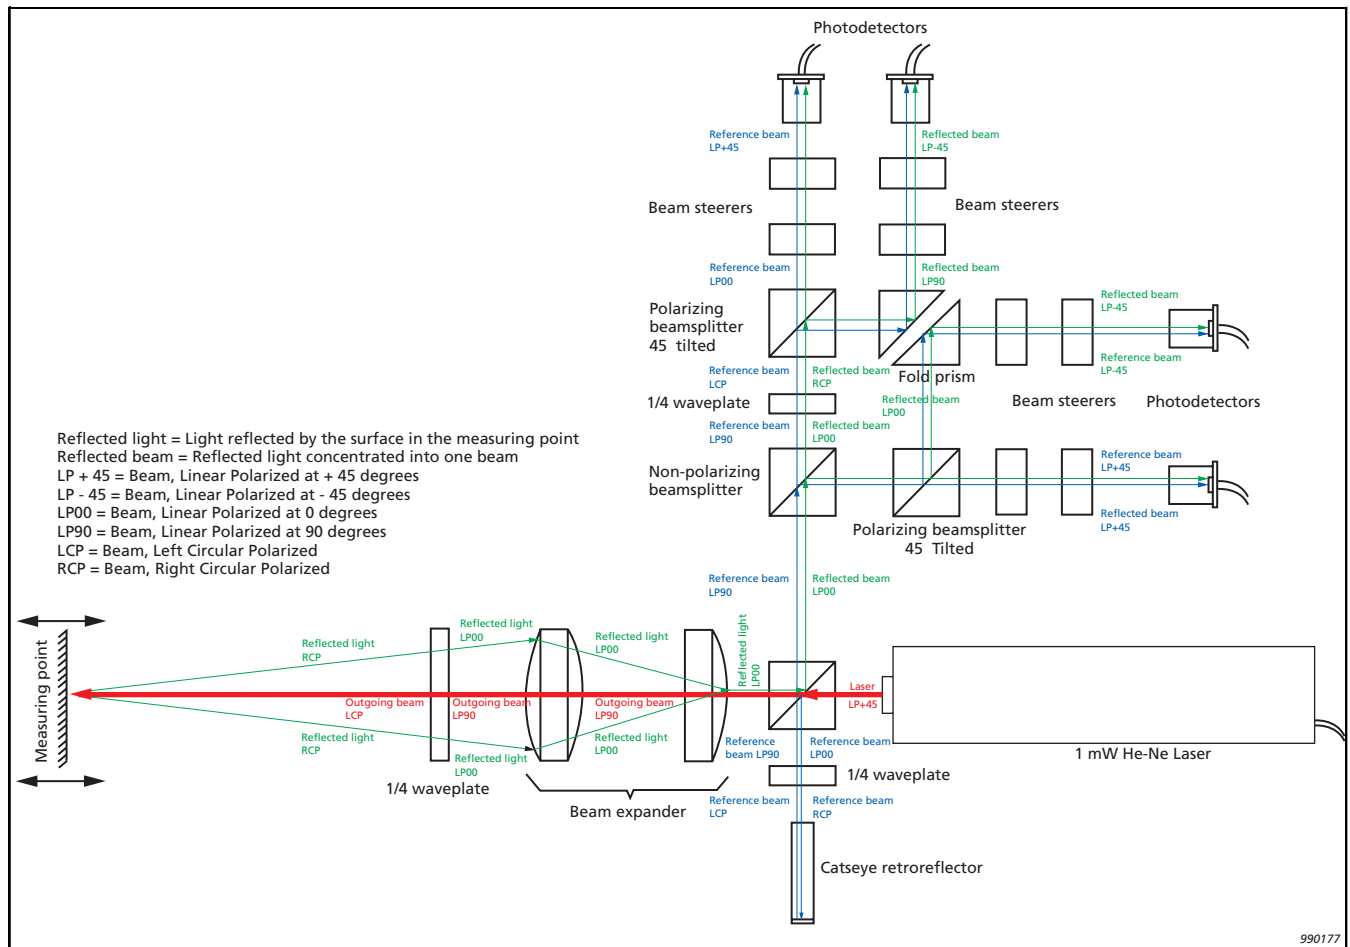 Photodetectors
Reference beam
LP+45
Reflected beam
LP-45
Beam steerers
Beam steerers
Reference beam
LP00
Reflected beam
LP90
Polarizing
beamsplitter
45 tilted
Reflected beam
LP-45
Reference beam
LP-45
Reference beam
LCP
Reflected beam
RCP
Fold prism
1/4 waveplate
Reflected beam
LP00
Beam steerers
Photodetectors
Reference beam
LP90
Reflected beam
LP00
Reflected light = Light reflected by the surface in the measuring point
Reflected beam = Reflected light concentrated into one beam
LP + 45 = Beam, Linear Polarized at + 45 degrees
LP - 45 = Beam, Linear Polarized at - 45 degrees
LP00 = Beam, Linear Polarized at 0 degrees
LP90 = Beam, Linear Polarized at 90 degrees
LCP = Beam, Left Circular Polarized
RCP = Beam, Right Circular Polarized
Non-polarizing
beamsplitter
Reference beam
LP+45
Reflected beam
LP+45
Polarizing beamsplitter
45 Tilted
Reference beam
LP90
Reflected beam
LP00
Measuring point
Reflected light
RCP
Reflected light
LP00
Reflected light
LP00
Reflected light
LP00
Laser
LP+45
Outgoing beam
LCP
Outgoing beam
LP90
Outgoing beam
LP90
Reflected light
RCP
Reflected light
LP00
Reflected light
LP00
Reference
beam LP90
Reference beam
LP00
1 mW He-Ne Laser
1/4 waveplate
1/4 waveplate
Beam expander
Reference beam
LCP
Reference beam
RCP
Catseye retroreflector
990177